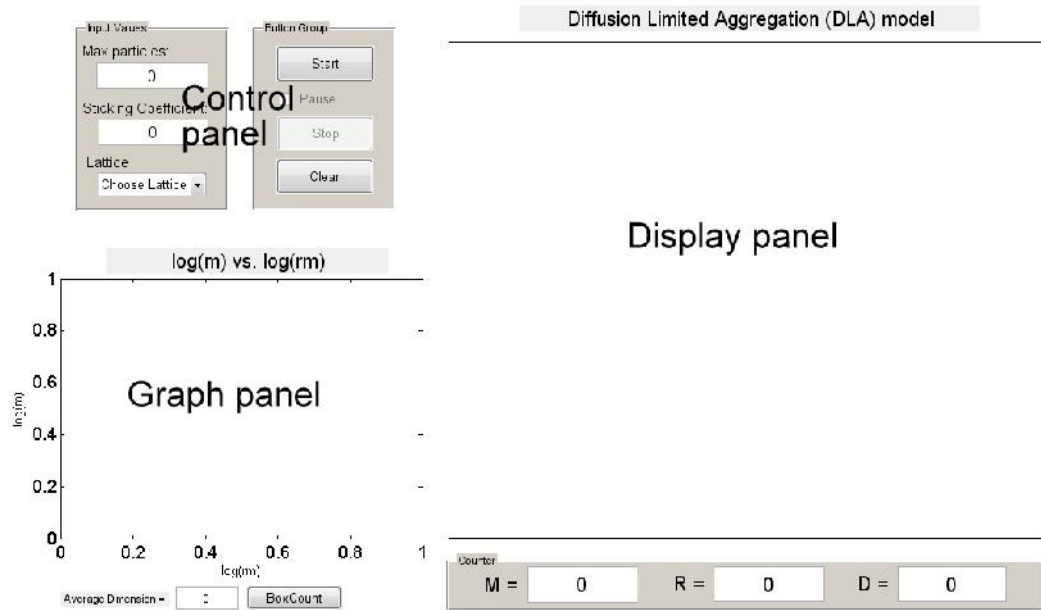 Diffusion Limited Aggregation (DLA) model
Input Values
Max particles:
0
Sticking Coefficient:
0
Lattice
Choose Lattice
Control
panel
Button Group
Start
Pause
Stop
Clear
Display panel
log(m) vs. log(rm)
1
0.8
0.6
0.4
0.2
0
log(m)
Graph panel
0 0.2 0.4 0.6 0.8 1
log(rm)
Average Dimension = 0 BoxCount
Counter
M = 0 R = 0 D = 0